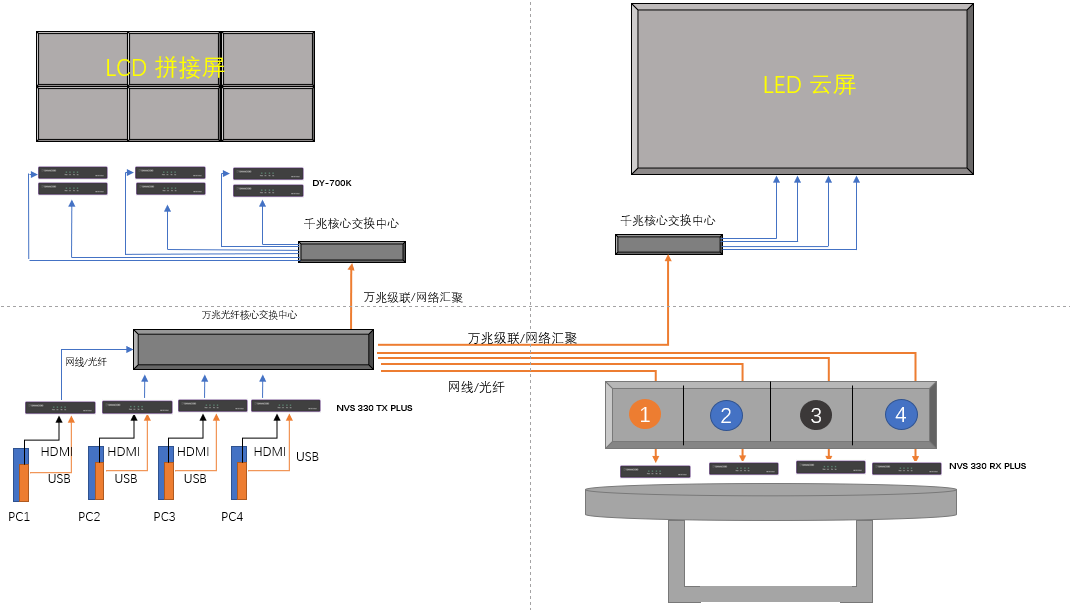 LCD 拼接屏
LED 云屏
DY-700K
千兆核心交换中心
千兆核心交换中心
万兆级联/网络汇聚
万兆光纤核心交换中心
万兆级联/网络汇聚
网线/光纤
网线/光纤
NVS 330 TX PLUS
1
2
3
4
HDMI
HDMI
HDMI
HDMI
USB
USB
USB
USB
NVS 330 RX PLUS
PC1
PC2
PC3
PC4